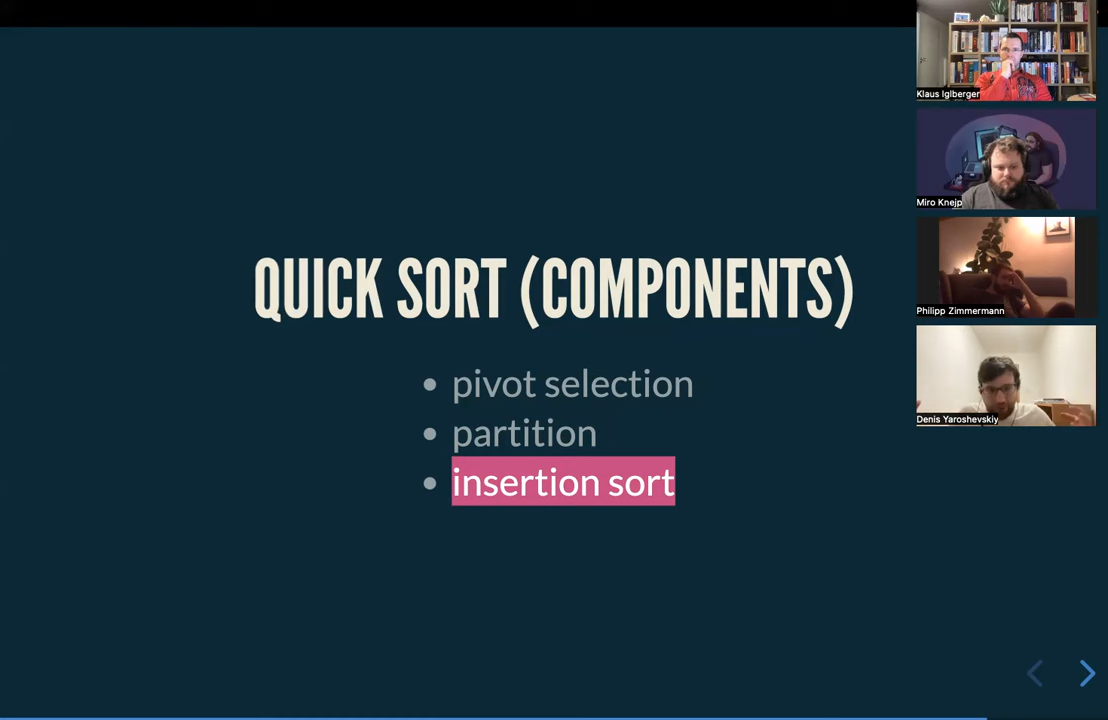 QUICK SORT (COMPONENTS)
pivot selection
partition
insertion sort
Klaus Iglberger
Miro Knejp
Philipp Zimmermann
Denis Yaroshevskiy